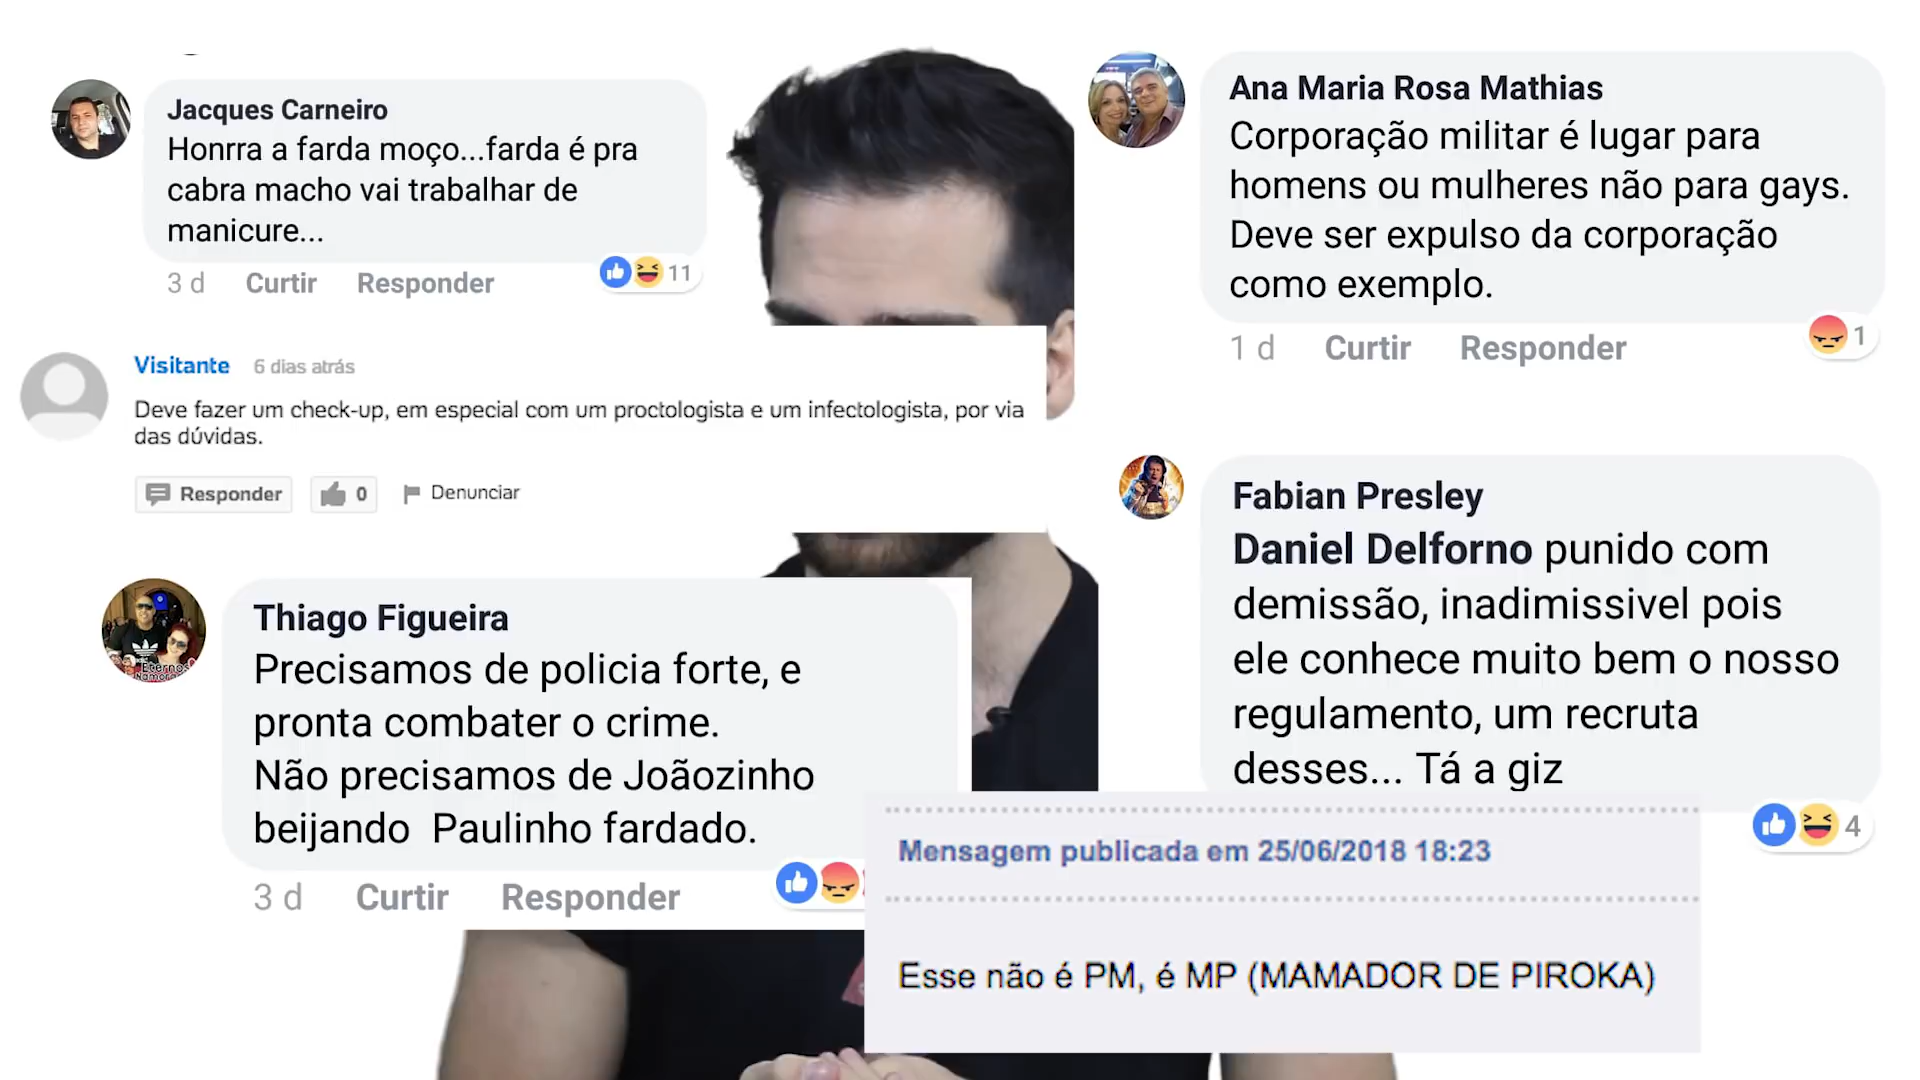 Jacques Carneiro
Honrra a farda moço...farda é pra
cabra macho vai trabalhar de
manicure...
3 d Curtir Responder 11
Visitante 6 dias atrás
Deve fazer um check-up, em especial com um proctologista e um infectologista, por via
das dúvidas.
Responder 0 Denunciar
Thiago Figueira
Precisamos de policia forte, e
pronta combater o crime.
Não precisamos de Joãozinho
beijando Paulinho fardado.
3 d Curtir Responder
Eternos
Namora
Ana Maria Rosa Mathias
Corporação militar é lugar para
homens ou mulheres não para gays.
Deve ser expulso da corporação
como exemplo.
1 d Curtir Responder 1
Fabian Presley
Daniel Delforno punido com
demissão, inadimissivel pois
ele conhece muito bem o nosso
regulamento, um recruta
desses... Tá a giz
4
Mensagem publicada em 25/06/2018 18:23
Esse não é PM, é MP (MAMADOR DE PIROKA)